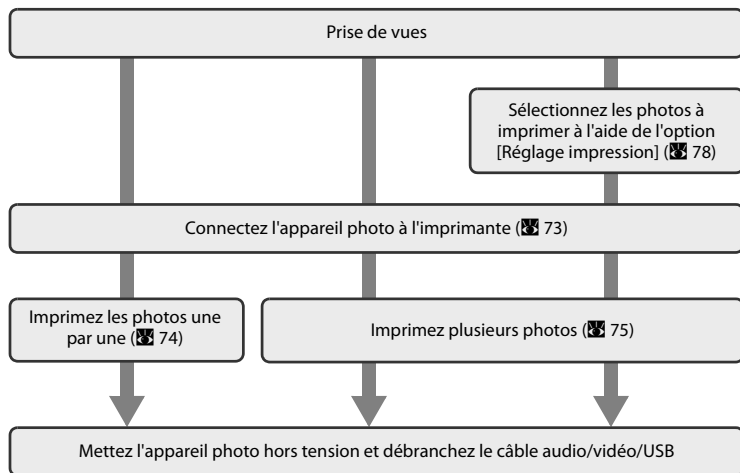 Prise de vues
Sélectionnez les photos à
imprimer à l'aide de l'option
[Réglage impression] ( 78)
Connectez l'appareil photo à l'imprimante ( 73)
Imprimez les photos une
par une ( 74)
Imprimez plusieurs photos ( 75)
Mettez l'appareil photo hors tension et débranchez le câble audio/vidéo/USB